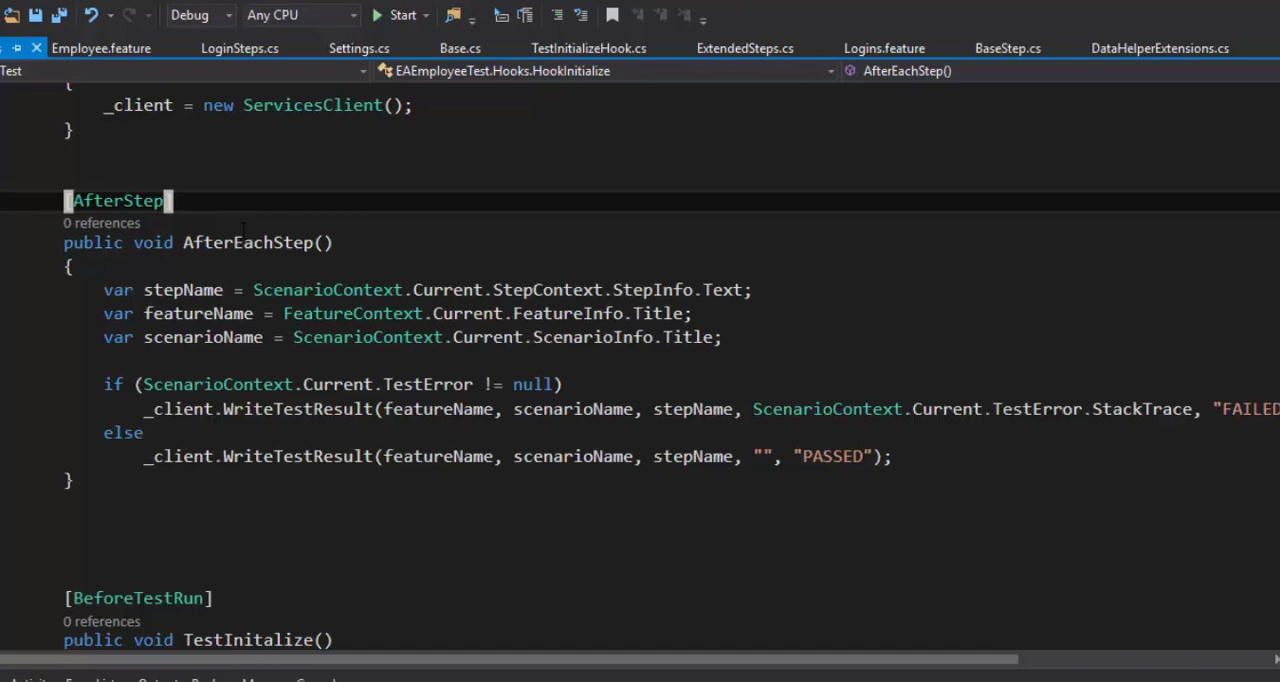 Debug Any CPU Start
Employee.feature LoginSteps.cs Settings.cs Base.cs TestInitializeHook.cs ExtendedSteps.cs Logins.feature BaseStep.cs DataHelperExtensions.cs
Test EAEmployeeTest.Hooks.HookInitialize AfterEachStep()
{
_client = new ServicesClient();
}
[AfterStep]
0 references
public void AfterEachStep()
{
var stepName = ScenarioContext.Current.StepContext.StepInfo.Text;
var featureName = FeatureContext.Current.FeatureInfo.Title;
var scenarioName = ScenarioContext.Current.ScenarioInfo.Title;
if (ScenarioContext.Current.TestError != null)
_client.WriteTestResult(featureName, scenarioName, stepName, ScenarioContext.Current.TestError.StackTrace, "FAILED
else
_client.WriteTestResult(featureName, scenarioName, stepName, "", "PASSED");
}
[BeforeTestRun]
0 references
public void TestInitalize()